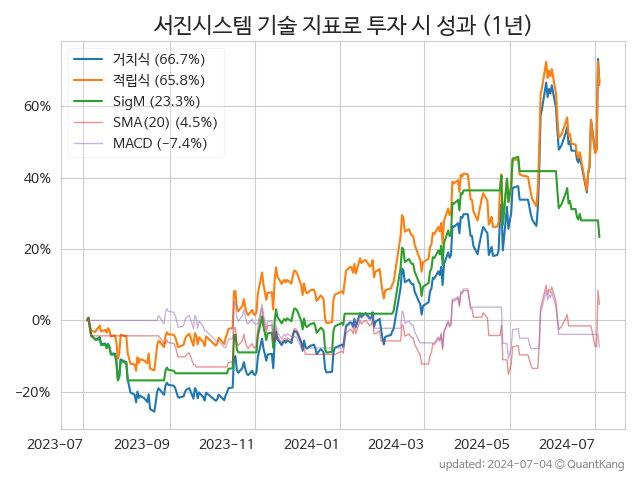 서진시스템 기술 지표로 투자 시 성과 (1년)
거치식 (66.7%)
적립식 (65.8%)
SigM (23.3%)
SMA(20) (4.5%)
MACD (−7.4%)
60%
40%
20%
0%
−20%
2023-07 2023-09 2023-11 2024-01 2024-03 2024-05 2024-07
updated: 2024-07-04 © QuantKang